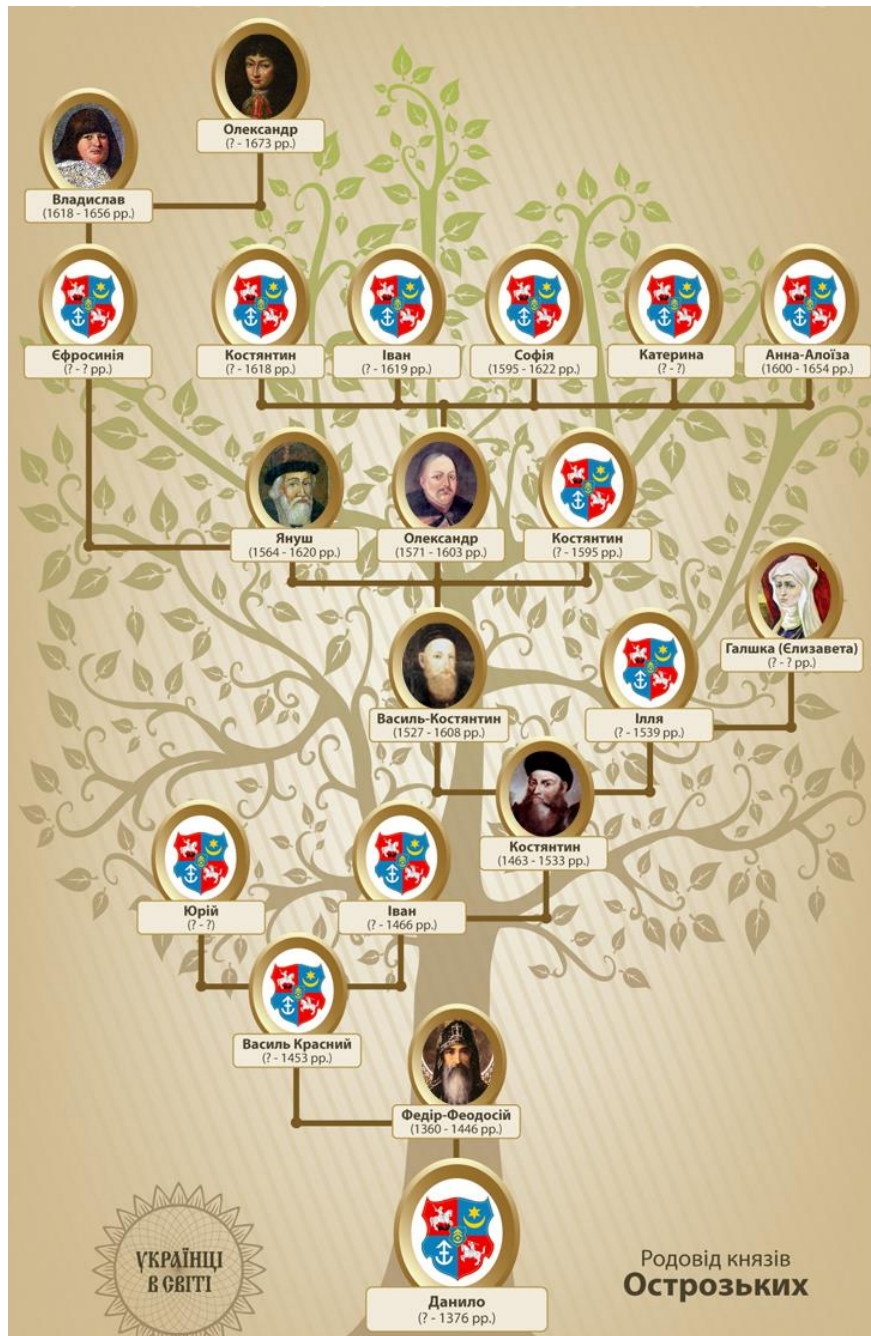 Олександр
(? - 1673 рр.)
Владислав
(1618 - 1656 рр.)
Єфросинія
(? - ? рр.)
Костянтин
(? - 1618 рр.)
Іван
(? - 1619 рр.)
Софія
(1595 - 1622 рр.)
Катерина
(? - ?)
Анна-Алоїза
(1600 - 1654 рр.)
Януш
(1564 - 1620 рр.)
Олександр
(1571 - 1603 рр.)
Костянтин
(? - 1595 рр.)
Галшка (Єлизавета)
(? - ? рр.)
Василь-Костянтин
(1527 - 1608 рр.)
Ілля
(? - 1539 рр.)
Костянтин
(1463 - 1533 рр.)
Юрій
(? - ?)
Іван
(? - 1466 рр.)
Василь Красний
(? - 1453 рр.)
Федір-Феодосій
(1360 - 1446 рр.)
УКРАЇНЦІ
В СВІТІ
Родовід князів
Острозьких
Данило
(? - 1376 рр.)